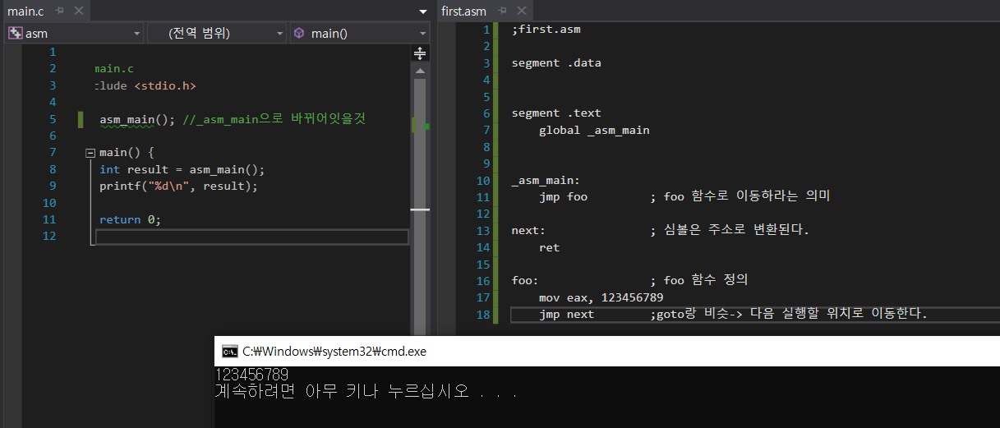 main.c
first.asm
asm
(전역 범위)
main()
1
2 main.c
3 clude <stdio.h>
4
5 asm_main(); //_asm_main으로 바뀌어잇을것
6
7 main() {
8 int result = asm_main();
9 printf("%d\n", result);
10
11 return 0;
12
1 ;first.asm
2
3 segment .data
4
5
6 segment .text
7 global _asm_main
8
9
10 _asm_main:
11 jmp foo ; foo 함수로 이동하라는 의미
12
13 next: ; 심볼은 주소로 변환된다.
14 ret
15
16 foo: ; foo 함수 정의
17 mov eax, 123456789
18 jmp next ;goto랑 비슷-> 다음 실행할 위치로 이동한다.
C:\Windows\system32\cmd.exe
123456789
계속하려면 아무 키나 누르십시오 . . .